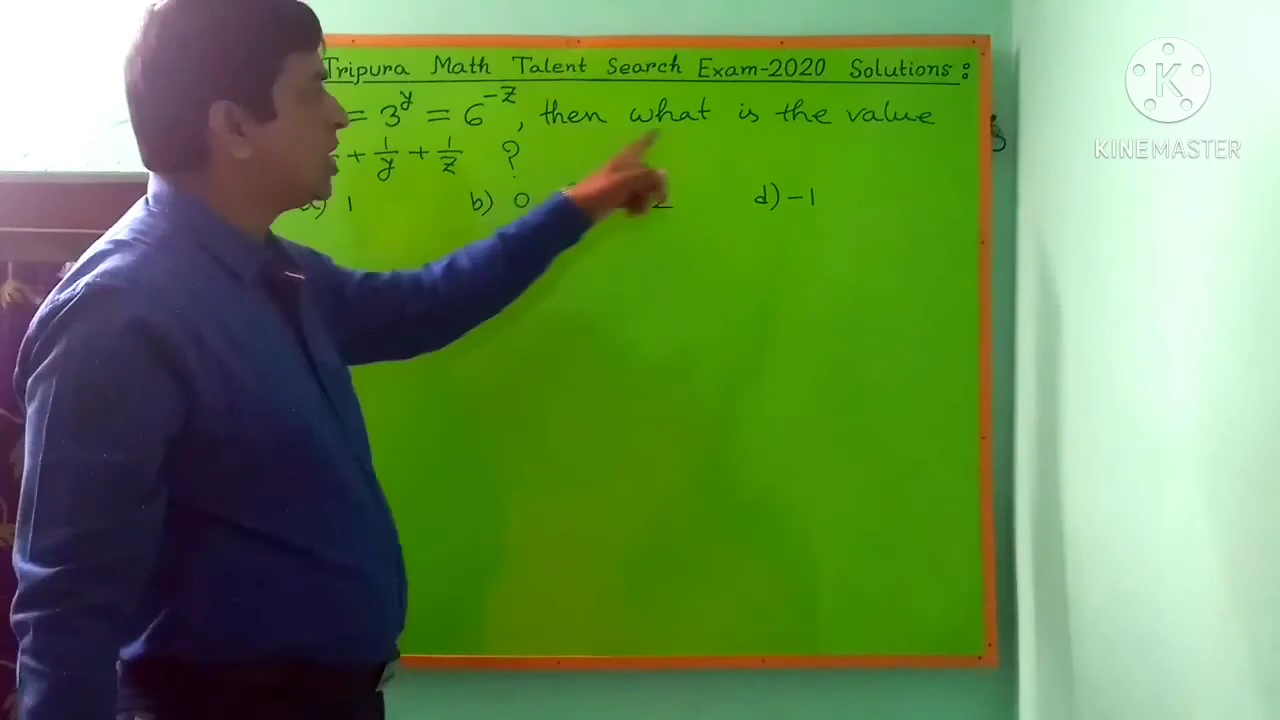 Tripura Math Talent Search Exam-2020 Solutions:
= 3^y = 6^-z, then what is the value
+ 1/y + 1/z ?
a) 1 b) 0 d) -1
K
KINEMASTER